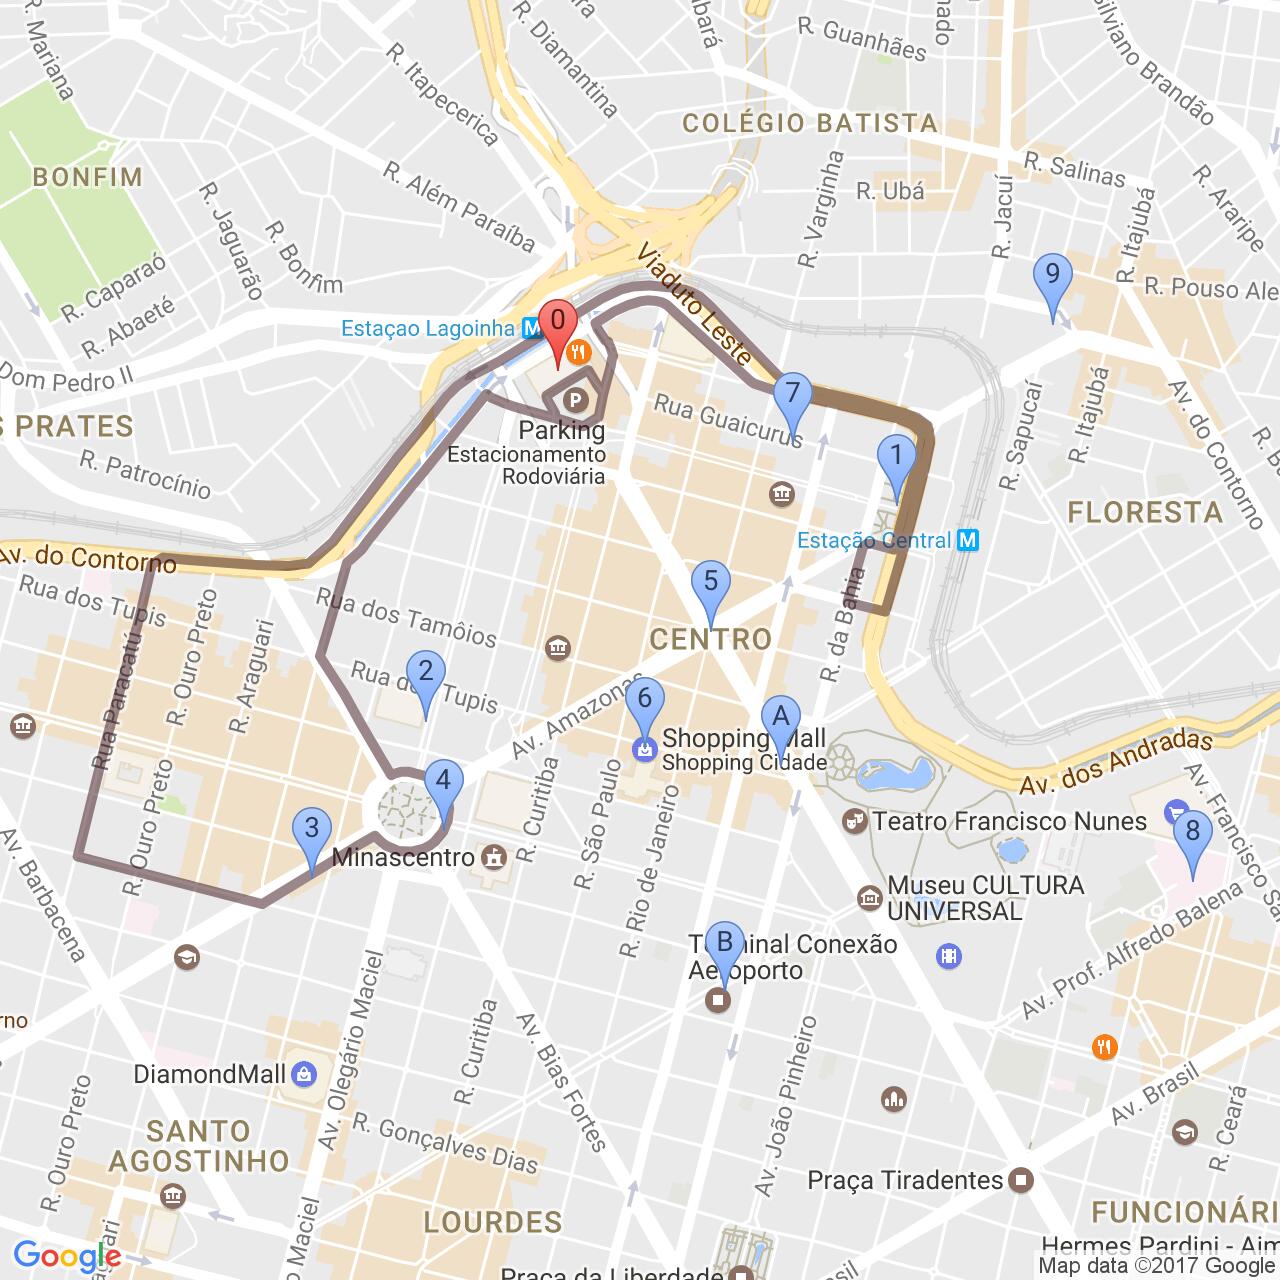 R. Mariana
R. Itapecerica
R. Diamantina
R. Guanhães
Silviano Brandão
COLÉGIO BATISTA
BONFIM
R. Além Paraíba
R. Jaguarão
R. Bonfim
R. Varginha
R. Ubá
R. Jacuí
R. Salinas
R. Itajubá
R. Araripe
R. Caparaó
R. Abaeté
Viaduto Leste
9
R. Pouso Ale
Estaçao Lagoinha M
0
Dom Pedro II
S PRATES
R. Patrocínio
P
Parking
Estacionamento
Rodoviária
Rua Guaicurus
7
1
R. Sapucaí
R. Itajubá
Av. do Contorno
FLORESTA
Estação Central M
Av. do Contorno
Rua dos Tupis
Rua dos Tamôios
5
CENTRO
R. da Bahia
Rua Paracatú
R. Ouro Preto
R. Araguari
Rua dos Tupis
2
6
A
Av. Amazonas
Shopping Mall
Shopping Cidade
Av. dos Andradas
4
3
Minascentro
R. Ouro Preto
R. Curitiba
R. São Paulo
R. Rio de Janeiro
Teatro Francisco Nunes
8
Av. Francisco Sa
Museu CULTURA
UNIVERSAL
Av. Barbacena
B
Terminal Conexão
Aeroporto
Av. Prof. Alfredo Balena
rno
Av. Olegário Maciel
R. Curitiba
Av. Bias Fortes
Av. João Pinheiro
DiamondMall
R. Ouro Preto
Av. Brasil
R. Ceará
SANTO
AGOSTINHO
R. Gonçalves Dias
Praça Tiradentes
LOURDES
FUNCIONÁRI
Maciel
Hermes Pardini - Aim
Google
Praça da Liberdade
Map data ©2017 Google